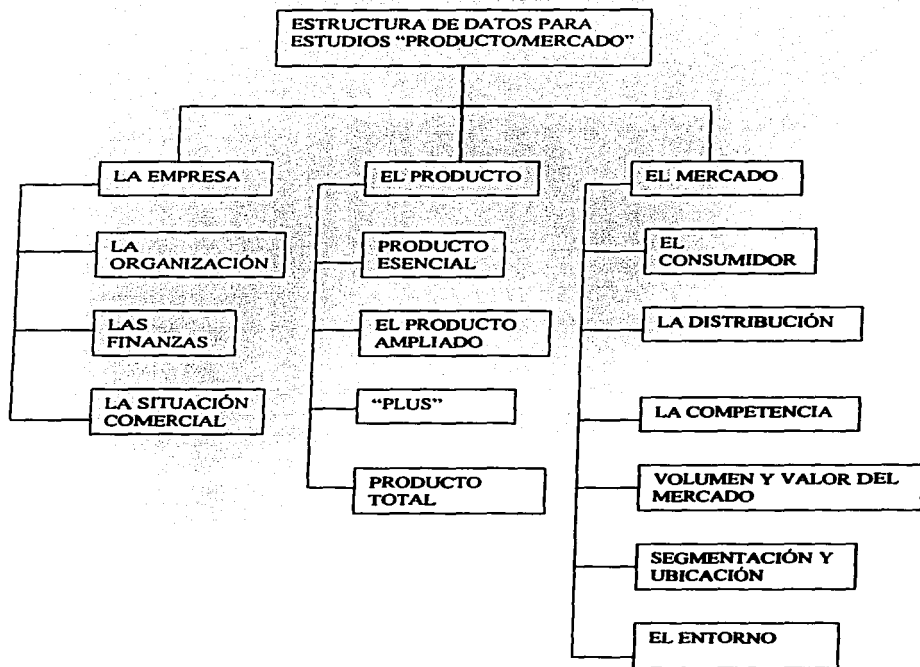 ESTRUCTURA DE DATOS PARA
ESTUDIOS “PRODUCTO/MERCADO”
LA EMPRESA
LA
ORGANIZACIÓN
LAS
FINANZAS
LA SITUACIÓN
COMERCIAL
EL PRODUCTO
PRODUCTO
ESENCIAL
EL PRODUCTO
AMPLIADO
“PLUS”
PRODUCTO
TOTAL
EL MERCADO
EL
CONSUMIDOR
LA DISTRIBUCIÓN
LA COMPETENCIA
VOLUMEN Y VALOR DEL
MERCADO
SEGMENTACIÓN Y
UBICACIÓN
EL ENTORNO